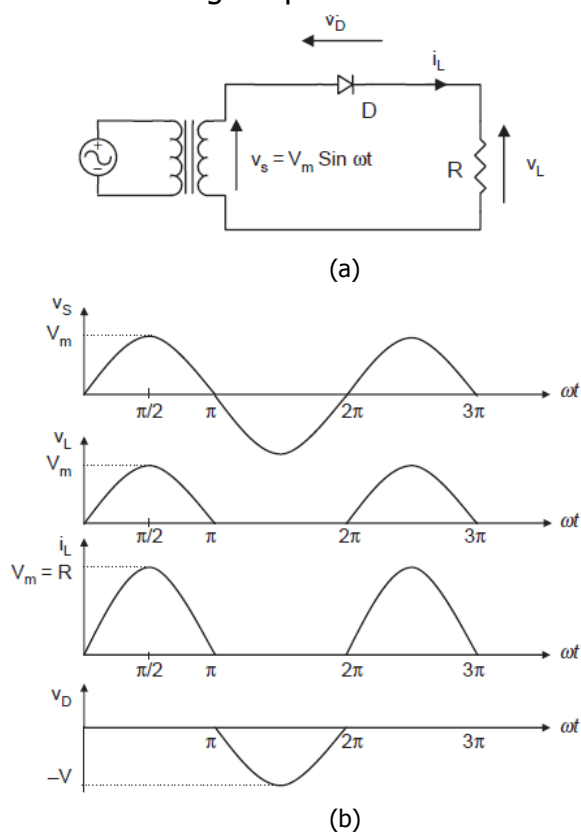 v_D
i_L
D
v_s = V_m Sin ωt
R
v_L
(a)
v_S
V_m
ωt
π/2 π 2π 3π
v_L
V_m
ωt
π/2 π 2π 3π
i_L
V_m = R
ωt
π/2 π 2π 3π
v_D
ωt
π 2π 3π
–V
(b)